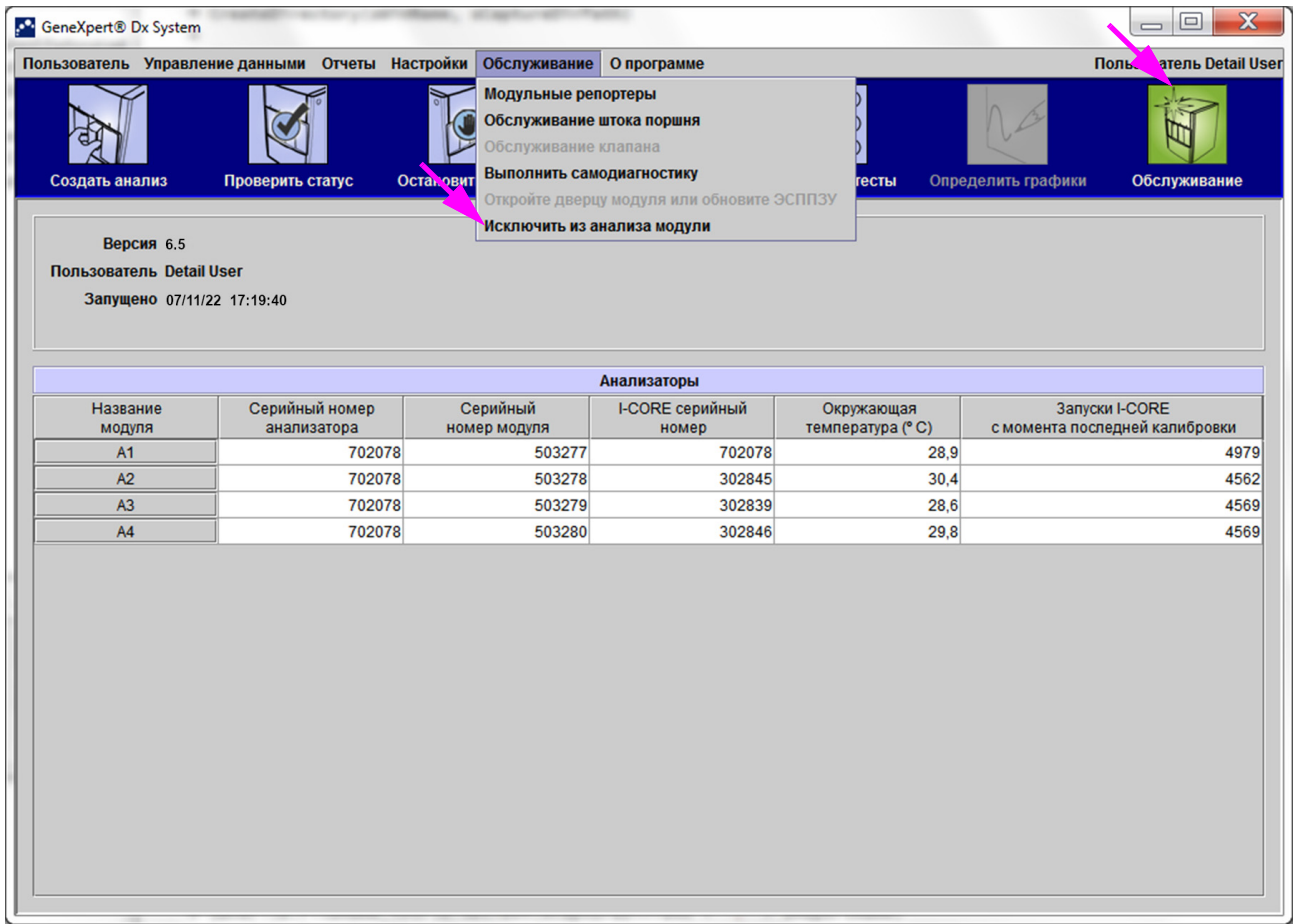 GeneXpert® Dx System
Пользователь Управление данными Отчеты Настройки Обслуживание О программе Пользователь Detail User
Модульные репортеры
Обслуживание штока поршня
Обслуживание клапана
Выполнить самодиагностику
Откройте дверцу модуля или обновите ЭСППЗУ
Исключить из анализа модули
Создать анализ Проверить статус Остановит тесты Определить графики Обслуживание
Версия 6.5
Пользователь Detail User
Запущено 07/11/22 17:19:40
Анализаторы
Название модуля Серийный номер анализатора Серийный номер модуля I-CORE серийный номер Окружающая температура (° C) Запуски I-CORE с момента последней калибровки
A1 702078 503277 702078 28,9 4979
A2 702078 503278 302845 30,4 4562
A3 702078 503279 302839 28,6 4569
A4 702078 503280 302846 29,8 4569